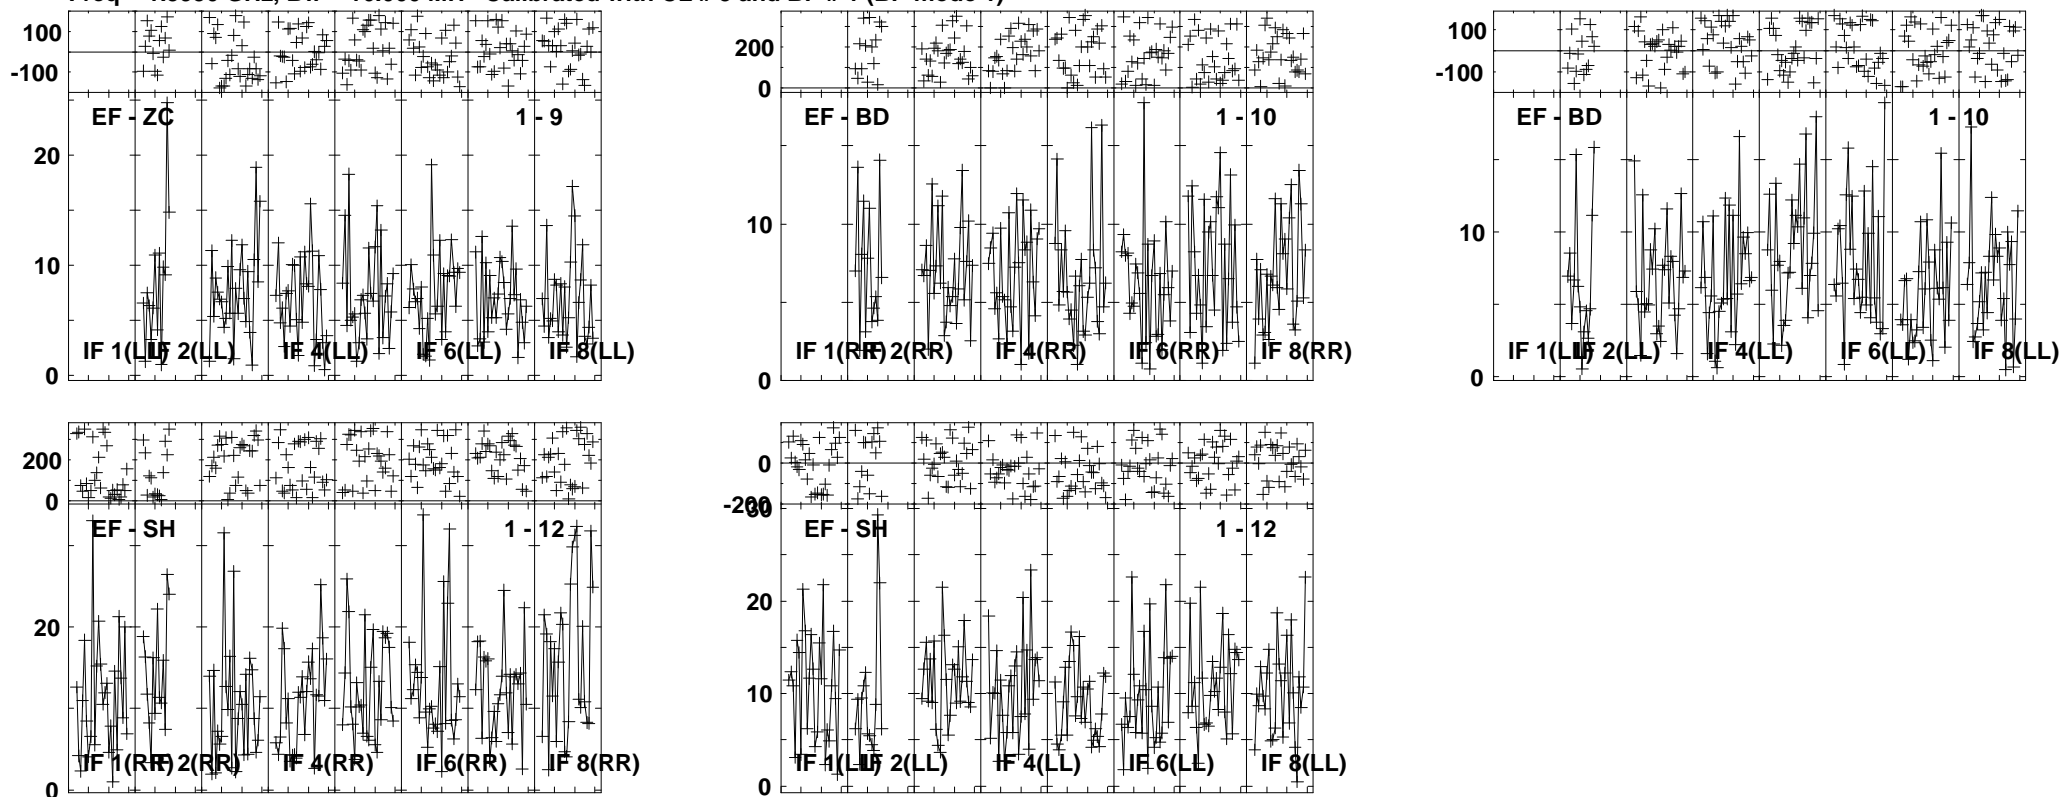 100
-100
EF - ZC 1 - 9
20
10
0
IF 1(LL) IF 2(LL) IF 4(LL) IF 6(LL) IF 8(LL)
200
0
EF - BD 1 - 10
10
0
IF 1(RR) IF 2(RR) IF 4(RR) IF 6(RR) IF 8(RR)
100
-100
EF - BD 1 - 10
10
0
IF 1(LL) IF 2(LL) IF 4(LL) IF 6(LL) IF 8(LL)
200
0
EF - SH 1 - 12
20
0
IF 1(RR) IF 2(RR) IF 4(RR) IF 6(RR) IF 8(RR)
0
-200
30
EF - SH 1 - 12
20
10
0
IF 1(LL) IF 2(LL) IF 4(LL) IF 6(LL) IF 8(LL)